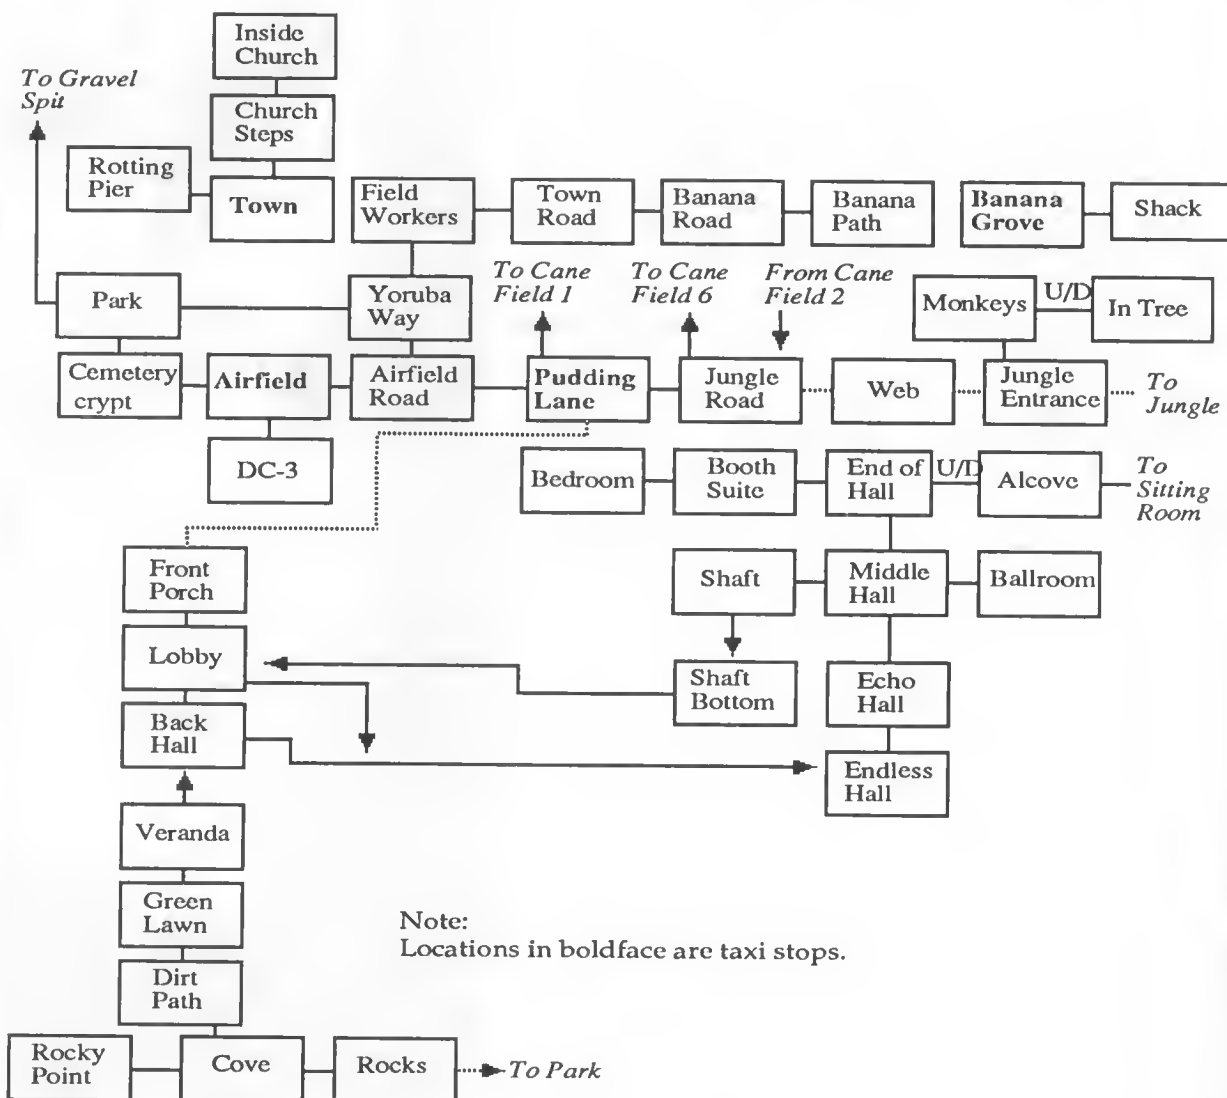 Inside
Church
To Gravel
Spit
Church
Steps
Rotting
Pier
Town
Field
Workers
Town
Road
Banana
Road
Banana
Path
Banana
Grove
Shack
To Cane
Field 1
To Cane
Field 6
From Cane
Field 2
Park
Yoruba
Way
Monkeys
U/D
In Tree
Cemetery
crypt
Airfield
Airfield
Road
Pudding
Lane
Jungle
Road
Web
Jungle
Entrance
To
Jungle
DC-3
Bedroom
Booth
Suite
End of
Hall
U/D
Alcove
To
Sitting
Room
Front
Porch
Shaft
Middle
Hall
Ballroom
Lobby
Shaft
Bottom
Echo
Hall
Back
Hall
Endless
Hall
Veranda
Green
Lawn
Note:
Locations in boldface are taxi stops.
Dirt
Path
Rocky
Point
Cove
Rocks
To Park